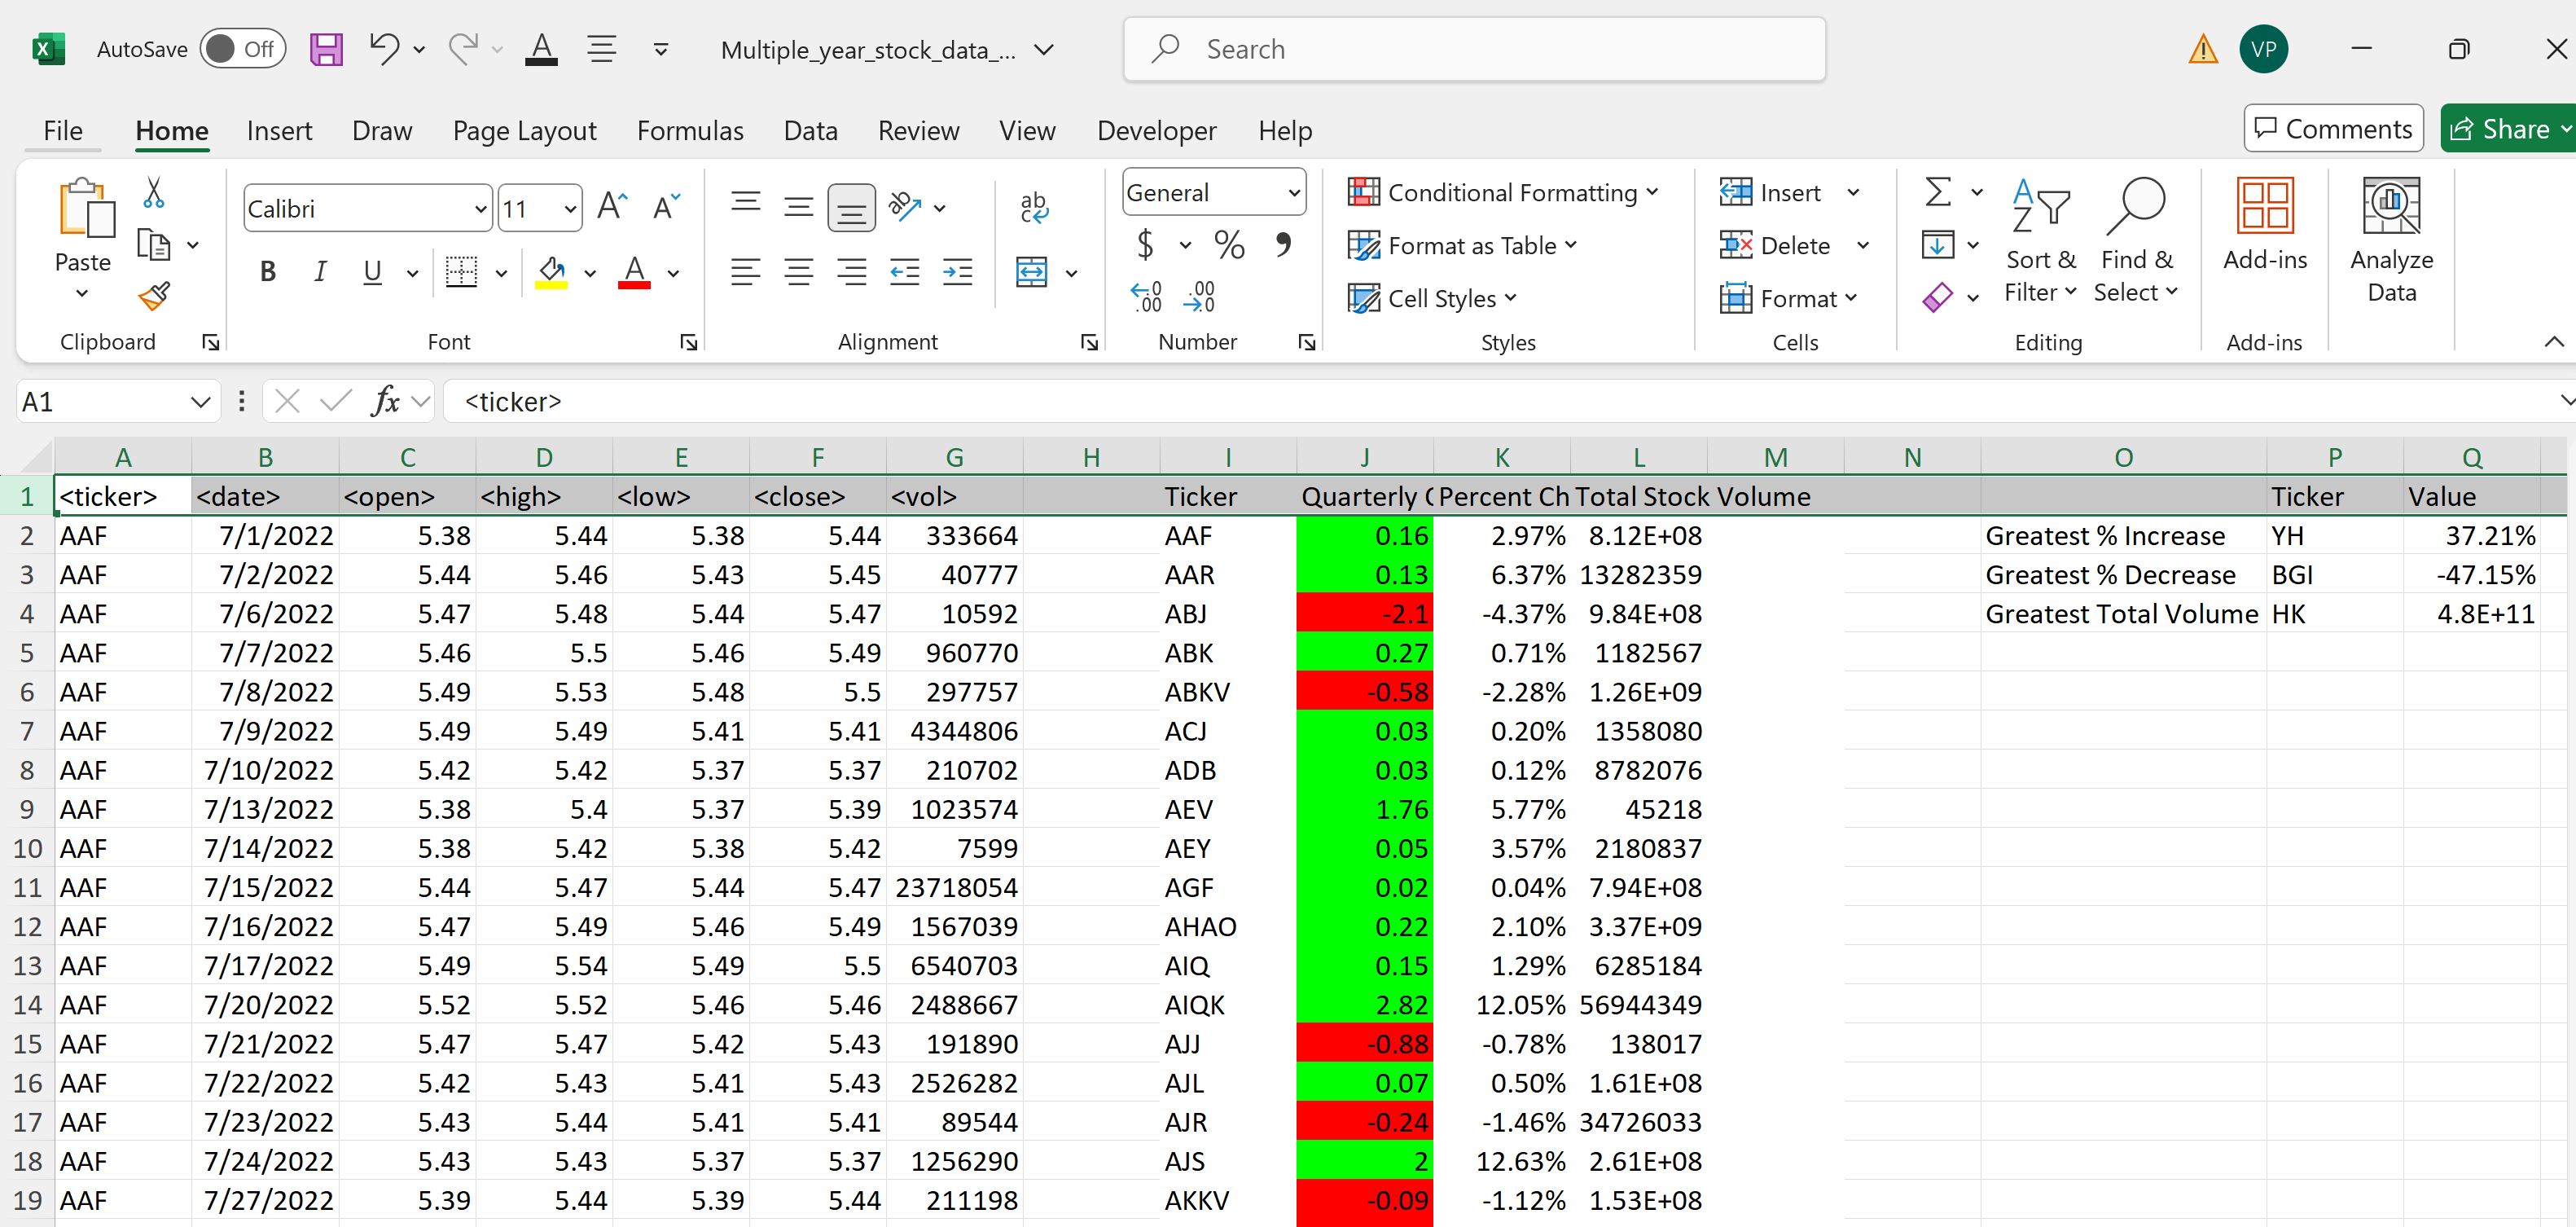 AutoSave Off Multiple_year_stock_data_... Search VP
File Home Insert Draw Page Layout Formulas Data Review View Developer Help Comments Share
Paste
Clipboard
Calibri 11
B I U A
Font
ab
Alignment
General
$ % ,
Number
Conditional Formatting
Format as Table
Cell Styles
Styles
Insert
Delete
Format
Cells
Sort & Filter
Find & Select
Editing
Add-ins
Add-ins
Analyze Data
A1 fx <ticker>
A B C D E F G H I J K L M N O P Q
1 <ticker> <date> <open> <high> <low> <close> <vol> Ticker Quarterly Percent Ch Total Stock Volume Ticker Value
2 AAF 7/1/2022 5.38 5.44 5.38 5.44 333664 AAF 0.16 2.97% 8.12E+08 Greatest % Increase YH 37.21%
3 AAF 7/2/2022 5.44 5.46 5.43 5.45 40777 AAR 0.13 6.37% 13282359 Greatest % Decrease BGI -47.15%
4 AAF 7/6/2022 5.47 5.48 5.44 5.47 10592 ABJ -2.1 -4.37% 9.84E+08 Greatest Total Volume HK 4.8E+11
5 AAF 7/7/2022 5.46 5.5 5.46 5.49 960770 ABK 0.27 0.71% 1182567
6 AAF 7/8/2022 5.49 5.53 5.48 5.5 297757 ABKV -0.58 -2.28% 1.26E+09
7 AAF 7/9/2022 5.49 5.49 5.41 5.41 4344806 ACJ 0.03 0.20% 1358080
8 AAF 7/10/2022 5.42 5.42 5.37 5.37 210702 ADB 0.03 0.12% 8782076
9 AAF 7/13/2022 5.38 5.4 5.37 5.39 1023574 AEV 1.76 5.77% 45218
10 AAF 7/14/2022 5.38 5.42 5.38 5.42 7599 AEY 0.05 3.57% 2180837
11 AAF 7/15/2022 5.44 5.47 5.44 5.47 23718054 AGF 0.02 0.04% 7.94E+08
12 AAF 7/16/2022 5.47 5.49 5.46 5.49 1567039 AHAO 0.22 2.10% 3.37E+09
13 AAF 7/17/2022 5.49 5.54 5.49 5.5 6540703 AIQ 0.15 1.29% 6285184
14 AAF 7/20/2022 5.52 5.52 5.46 5.46 2488667 AIQK 2.82 12.05% 56944349
15 AAF 7/21/2022 5.47 5.47 5.42 5.43 191890 AJJ -0.88 -0.78% 138017
16 AAF 7/22/2022 5.42 5.43 5.41 5.43 2526282 AJL 0.07 0.50% 1.61E+08
17 AAF 7/23/2022 5.43 5.44 5.41 5.41 89544 AJR -0.24 -1.46% 34726033
18 AAF 7/24/2022 5.43 5.43 5.37 5.37 1256290 AJS 2 12.63% 2.61E+08
19 AAF 7/27/2022 5.39 5.44 5.39 5.44 211198 AKKV -0.09 -1.12% 1.53E+08